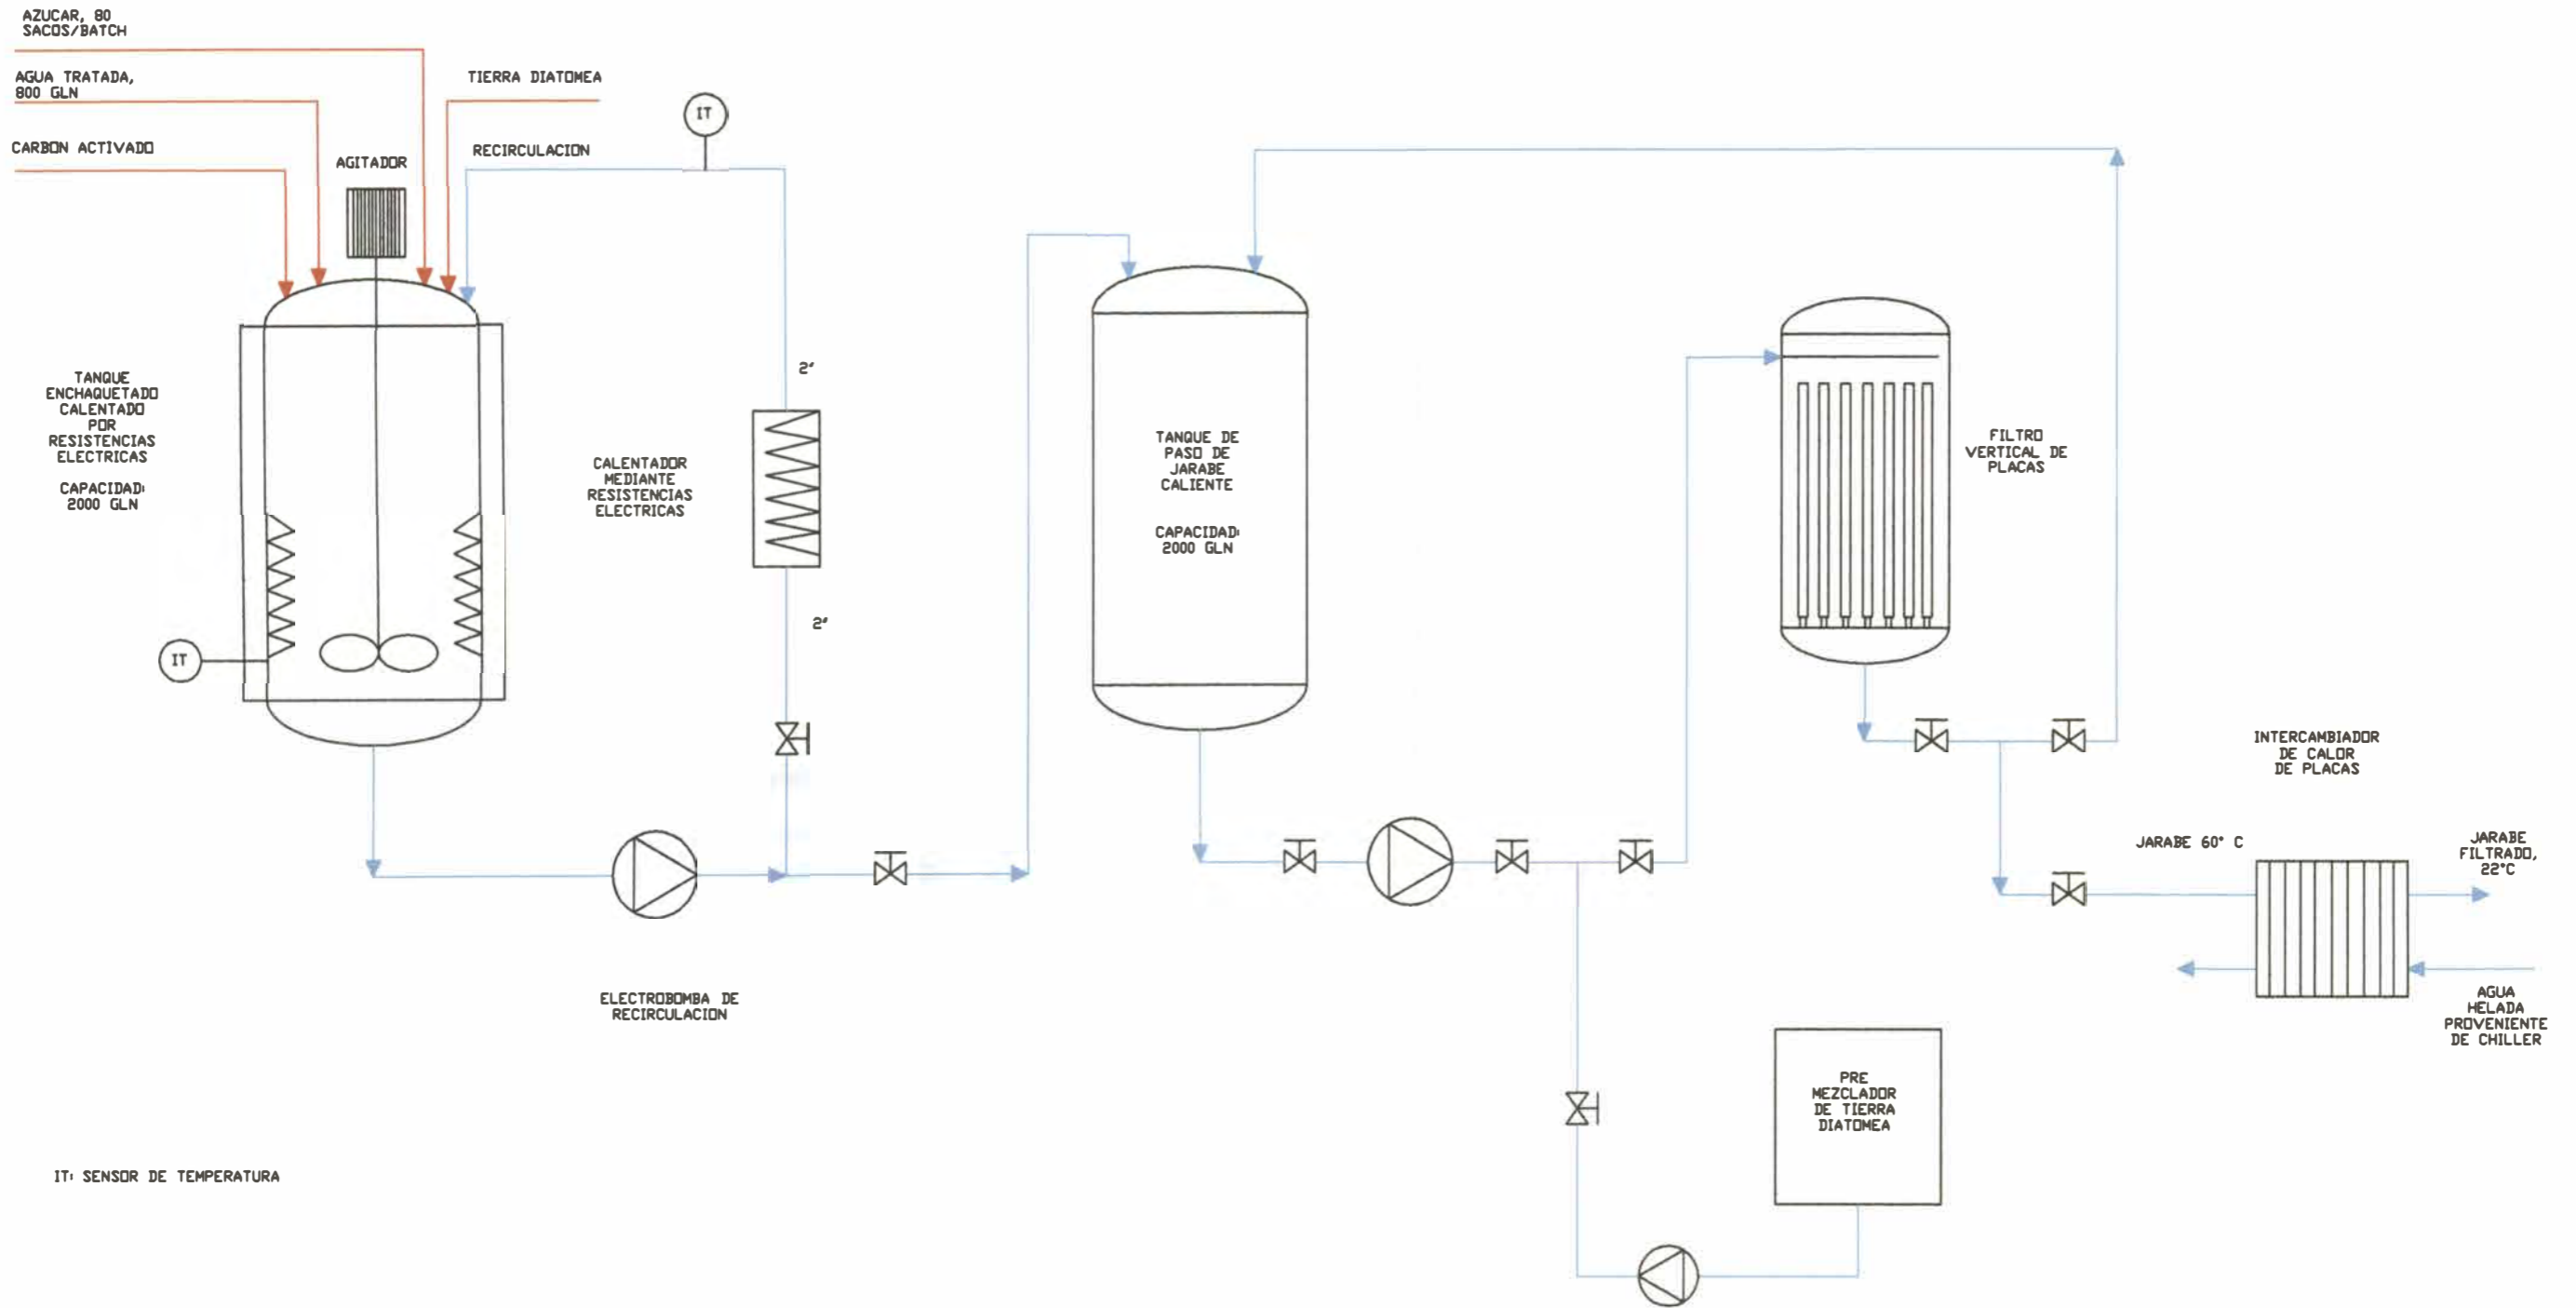 AZUCAR, 80
SACOS/BATCH
AGUA TRATADA,
800 GLN
CARBON ACTIVADO
AGITADOR
TIERRA DIATOMEA
RECIRCULACION
IT
TANQUE
ENCHAQUETADO
CALENTADO
POR
RESISTENCIAS
ELECTRICAS
CAPACIDAD:
2000 GLN
IT
CALENTADOR
MEDIANTE
RESISTENCIAS
ELECTRICAS
2"
2"
ELECTROBOMBA DE
RECIRCULACION
TANQUE DE
PASO DE
JARABE
CALIENTE
CAPACIDAD:
2000 GLN
FILTRO
VERTICAL DE
PLACAS
INTERCAMBIADOR
DE CALOR
DE PLACAS
JARABE 60° C
JARABE
FILTRADO,
22°C
AGUA
HELADA
PROVENIENTE
DE CHILLER
PRE
MEZCLADOR
DE TIERRA
DIATOMEA
IT: SENSOR DE TEMPERATURA